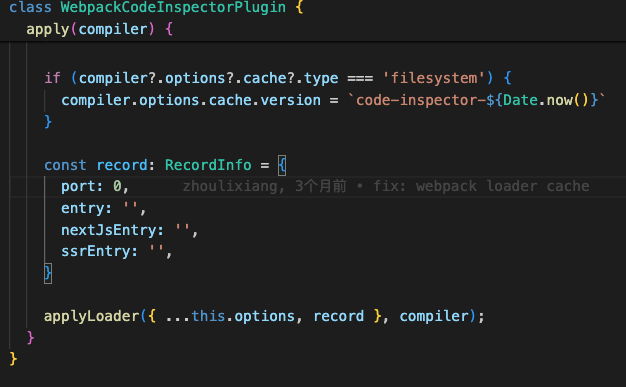 class WebpackCodeInspectorPlugin {
apply(compiler) {
if (compiler?.options?.cache?.type === 'filesystem') {
compiler.options.cache.version = `code-inspector-${Date.now()}`
}
const record: RecordInfo = {
port: 0, zhoulixiang, 3个月前 • fix: webpack loader cache
entry: '',
nextJsEntry: '',
ssrEntry: '',
}
applyLoader({ ...this.options, record }, compiler);
}
}